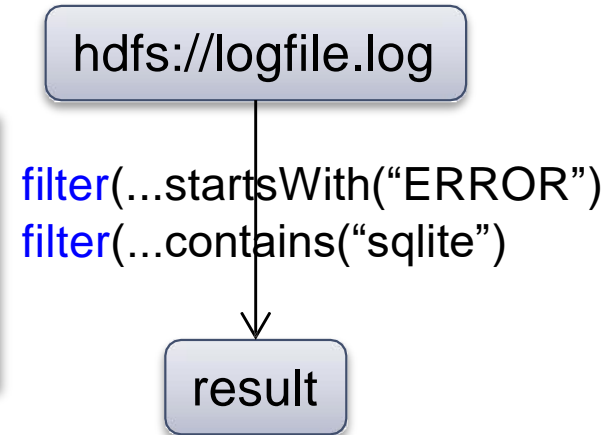 hdfs://logfile.log
filter(...startsWith(“ERROR”)
filter(...contains(“sqlite”)
result